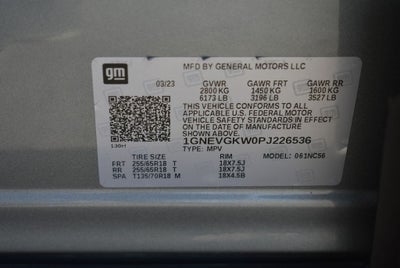 gm
MFD BY GENERAL MOTORS LLC
03/23 GVWR GAWR FRT GAWR RR
2800 KG 1450 KG 1600 KG
6173 LB 3196 LB 3527 LB
THIS VEHICLE CONFORMS TO ALL
APPLICABLE U.S. FEDERAL MOTOR
VEHICLE SAFETY STANDARDS IN EFFECT
ON THE DATE OF MANUFACTURE
SHOWN ABOVE.
1GNEVGKW0PJ226536
TYPE: MPV
TIRE SIZE RIM MODEL: 061NC56
FRT 255/65R18 T 18X7.5J
RR 255/65R18 T 18X7.5J
SPA T135/70R18 M 18X4.5B